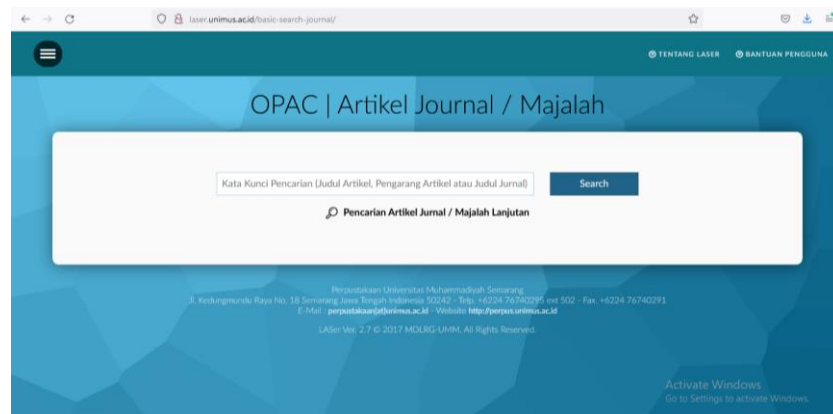 laser.unimus.ac.id/basic-search-journal/
TENTANG LASER BANTUAN PENGGUNA
OPAC | Artikel Journal / Majalah
Kata Kunci Pencarian (Judul Artikel, Pengarang Artikel atau Judul Jurnal)
Search
Pencarian Artikel Jurnal / Majalah Lanjutan
Perpustakaan Universitas Muhammadiyah Semarang
Jl. Kedungmundu Raya No. 18 Semarang Jawa Tengah Indonesia 50242 - Telp. +6224 76740295 ext 502 - Fax. +6224 76740291
E-Mail : perpustakaan[at]unimus.ac.id - Website http://perpus.unimus.ac.id
LASer Ver. 2.7 © 2017 MOLRG-UMM, All Rights Reserved.
Activate Windows
Go to Settings to activate Windows.